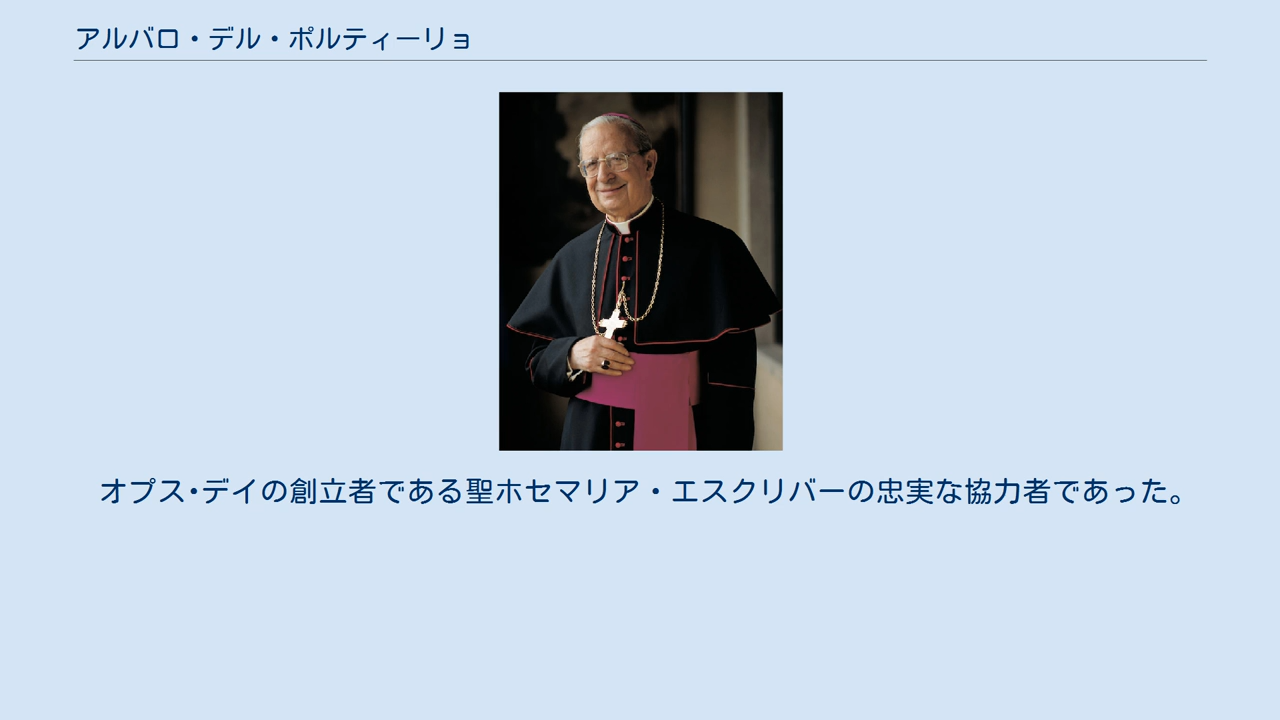 アルバロ・デル・ポルティーリョ
オプス•デイの創立者である聖ホセマリア・エスクリバーの忠実な協力者であった。